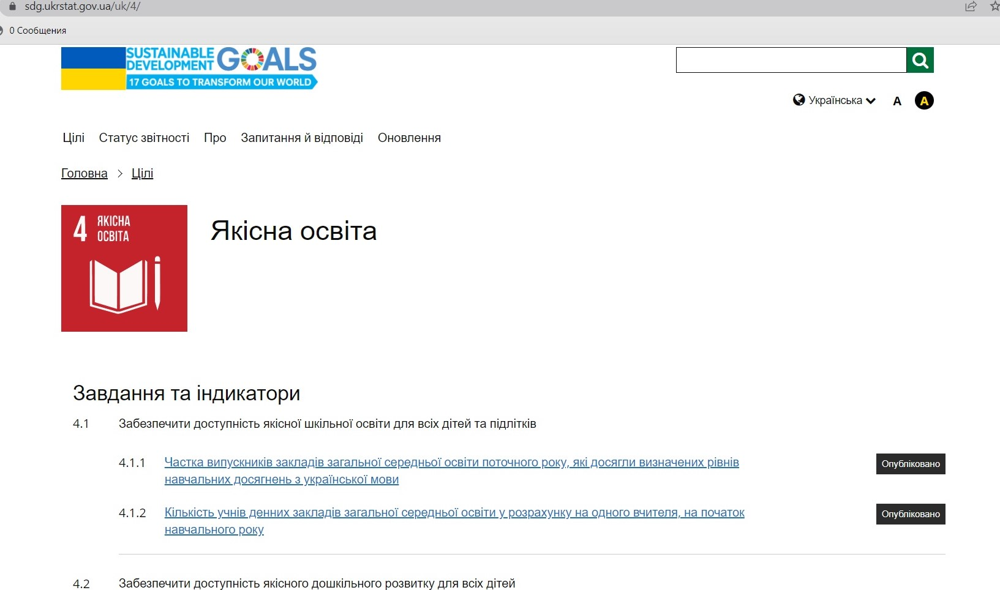 sdg.ukrstat.gov.ua/uk/4/
0 Сообщения
SUSTAINABLE
DEVELOPMENT GOALS
17 GOALS TO TRANSFORM OUR WORLD
Українська A A
Цілі Статус звітності Про Запитання й відповіді Оновлення
Головна > Цілі
4 ЯКІСНА
ОСВІТА
Якісна освіта
Завдання та індикатори
4.1 Забезпечити доступність якісної шкільної освіти для всіх дітей та підлітків
4.1.1 Частка випускників закладів загальної середньої освіти поточного року, які досягли визначених рівнів
навчальних досягнень з української мови
Опубліковано
4.1.2 Кількість учнів денних закладів загальної середньої освіти у розрахунку на одного вчителя, на початок
навчального року
Опубліковано
4.2 Забезпечити доступність якісного дошкільного розвитку для всіх дітей